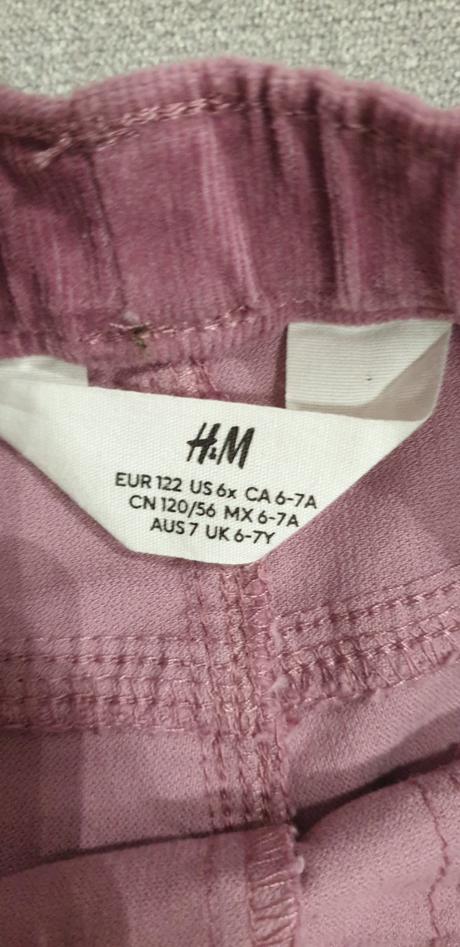 H&M
EUR 122 US 6x CA 6-7A
CN 120/56 MX 6-7A
AUS 7 UK 6-7Y